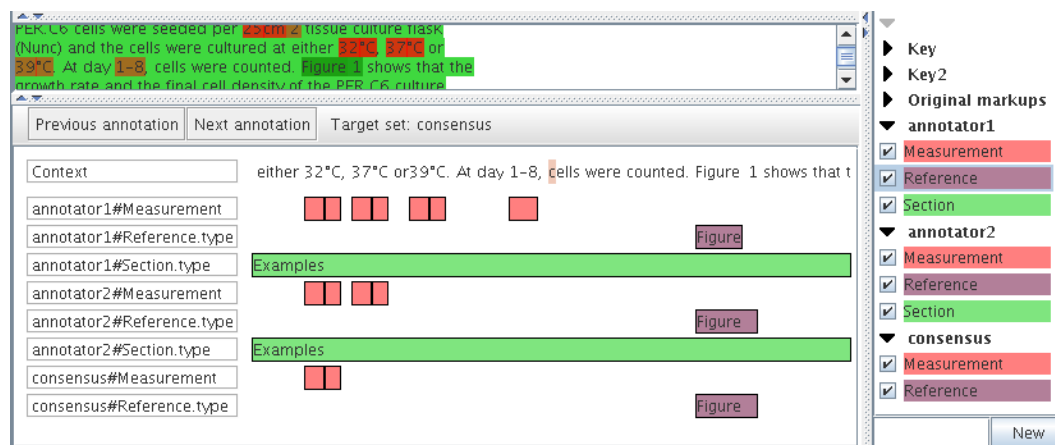 PER.C6 cells were seeded per 25cm 2 tissue culture flask
(Nunc) and the cells were cultured at either 32°C, 37°C or
39°C. At day 1–8, cells were counted. Figure 1 shows that the
growth rate and the final cell density of the PER.C6 culture
Previous annotation Next annotation Target set: consensus
Context either 32°C, 37°C or39°C. At day 1–8, cells were counted. Figure 1 shows that t
annotator1#Measurement
annotator1#Reference.type Figure
annotator1#Section.type Examples
annotator2#Measurement
annotator2#Reference.type Figure
annotator2#Section.type Examples
consensus#Measurement
consensus#Reference.type Figure
Key
Key2
Original markups
annotator1
Measurement
Reference
Section
annotator2
Measurement
Reference
Section
consensus
Measurement
Reference
New